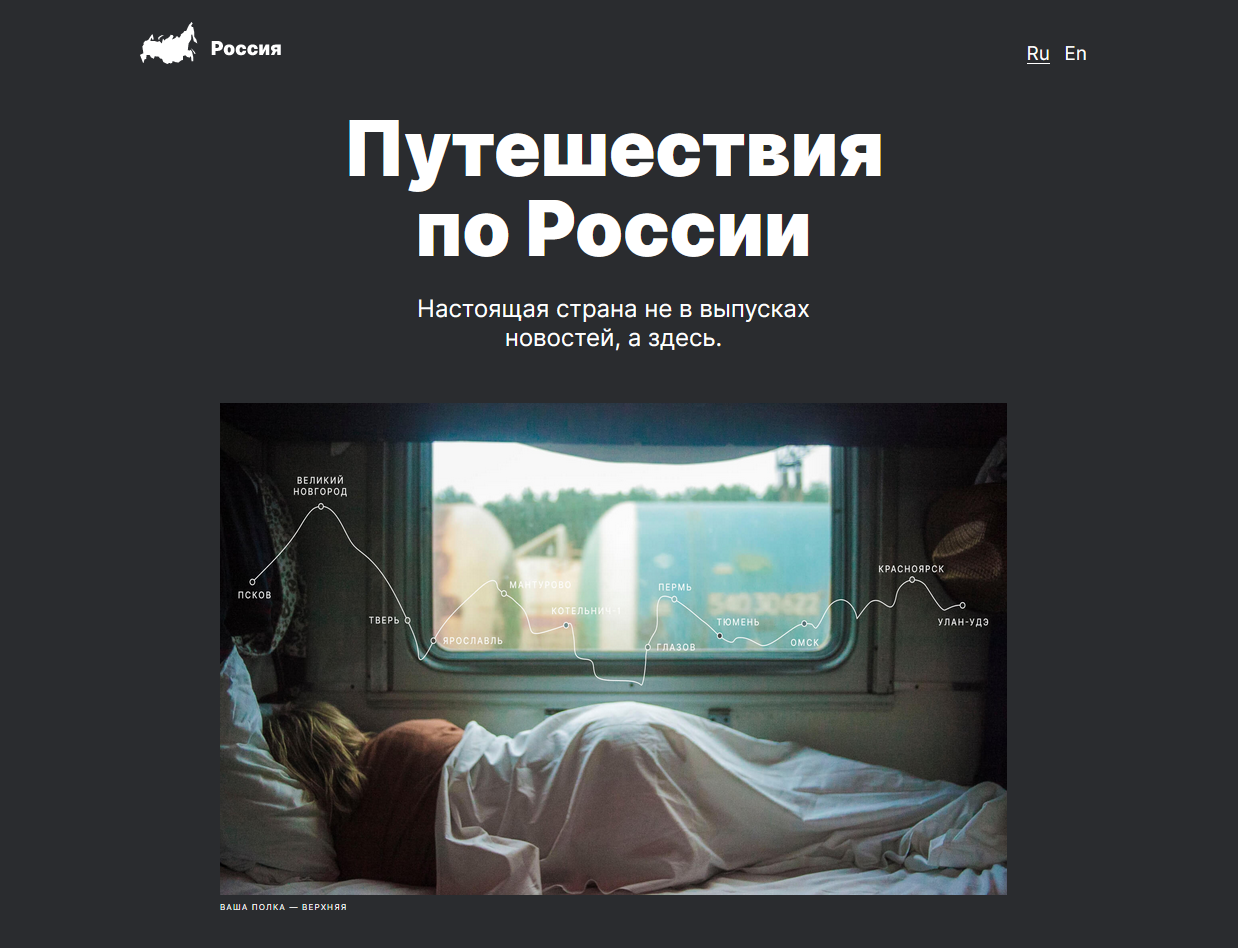 Россия
Ru En
Путешествия
по России
Настоящая страна не в выпусках
новостей, а здесь.
ВЕЛИКИЙ
НОВГОРОД
ПСКОВ
ТВЕРЬ
ЯРОСЛАВЛЬ
МАНТУРОВО
КОТЕЛЬНИЧ-1
ГЛАЗОВ
ПЕРМЬ
ТЮМЕНЬ
ОМСК
КРАСНОЯРСК
УЛАН-УДЭ
54030622
ВАША ПОЛКА — ВЕРХНЯЯ